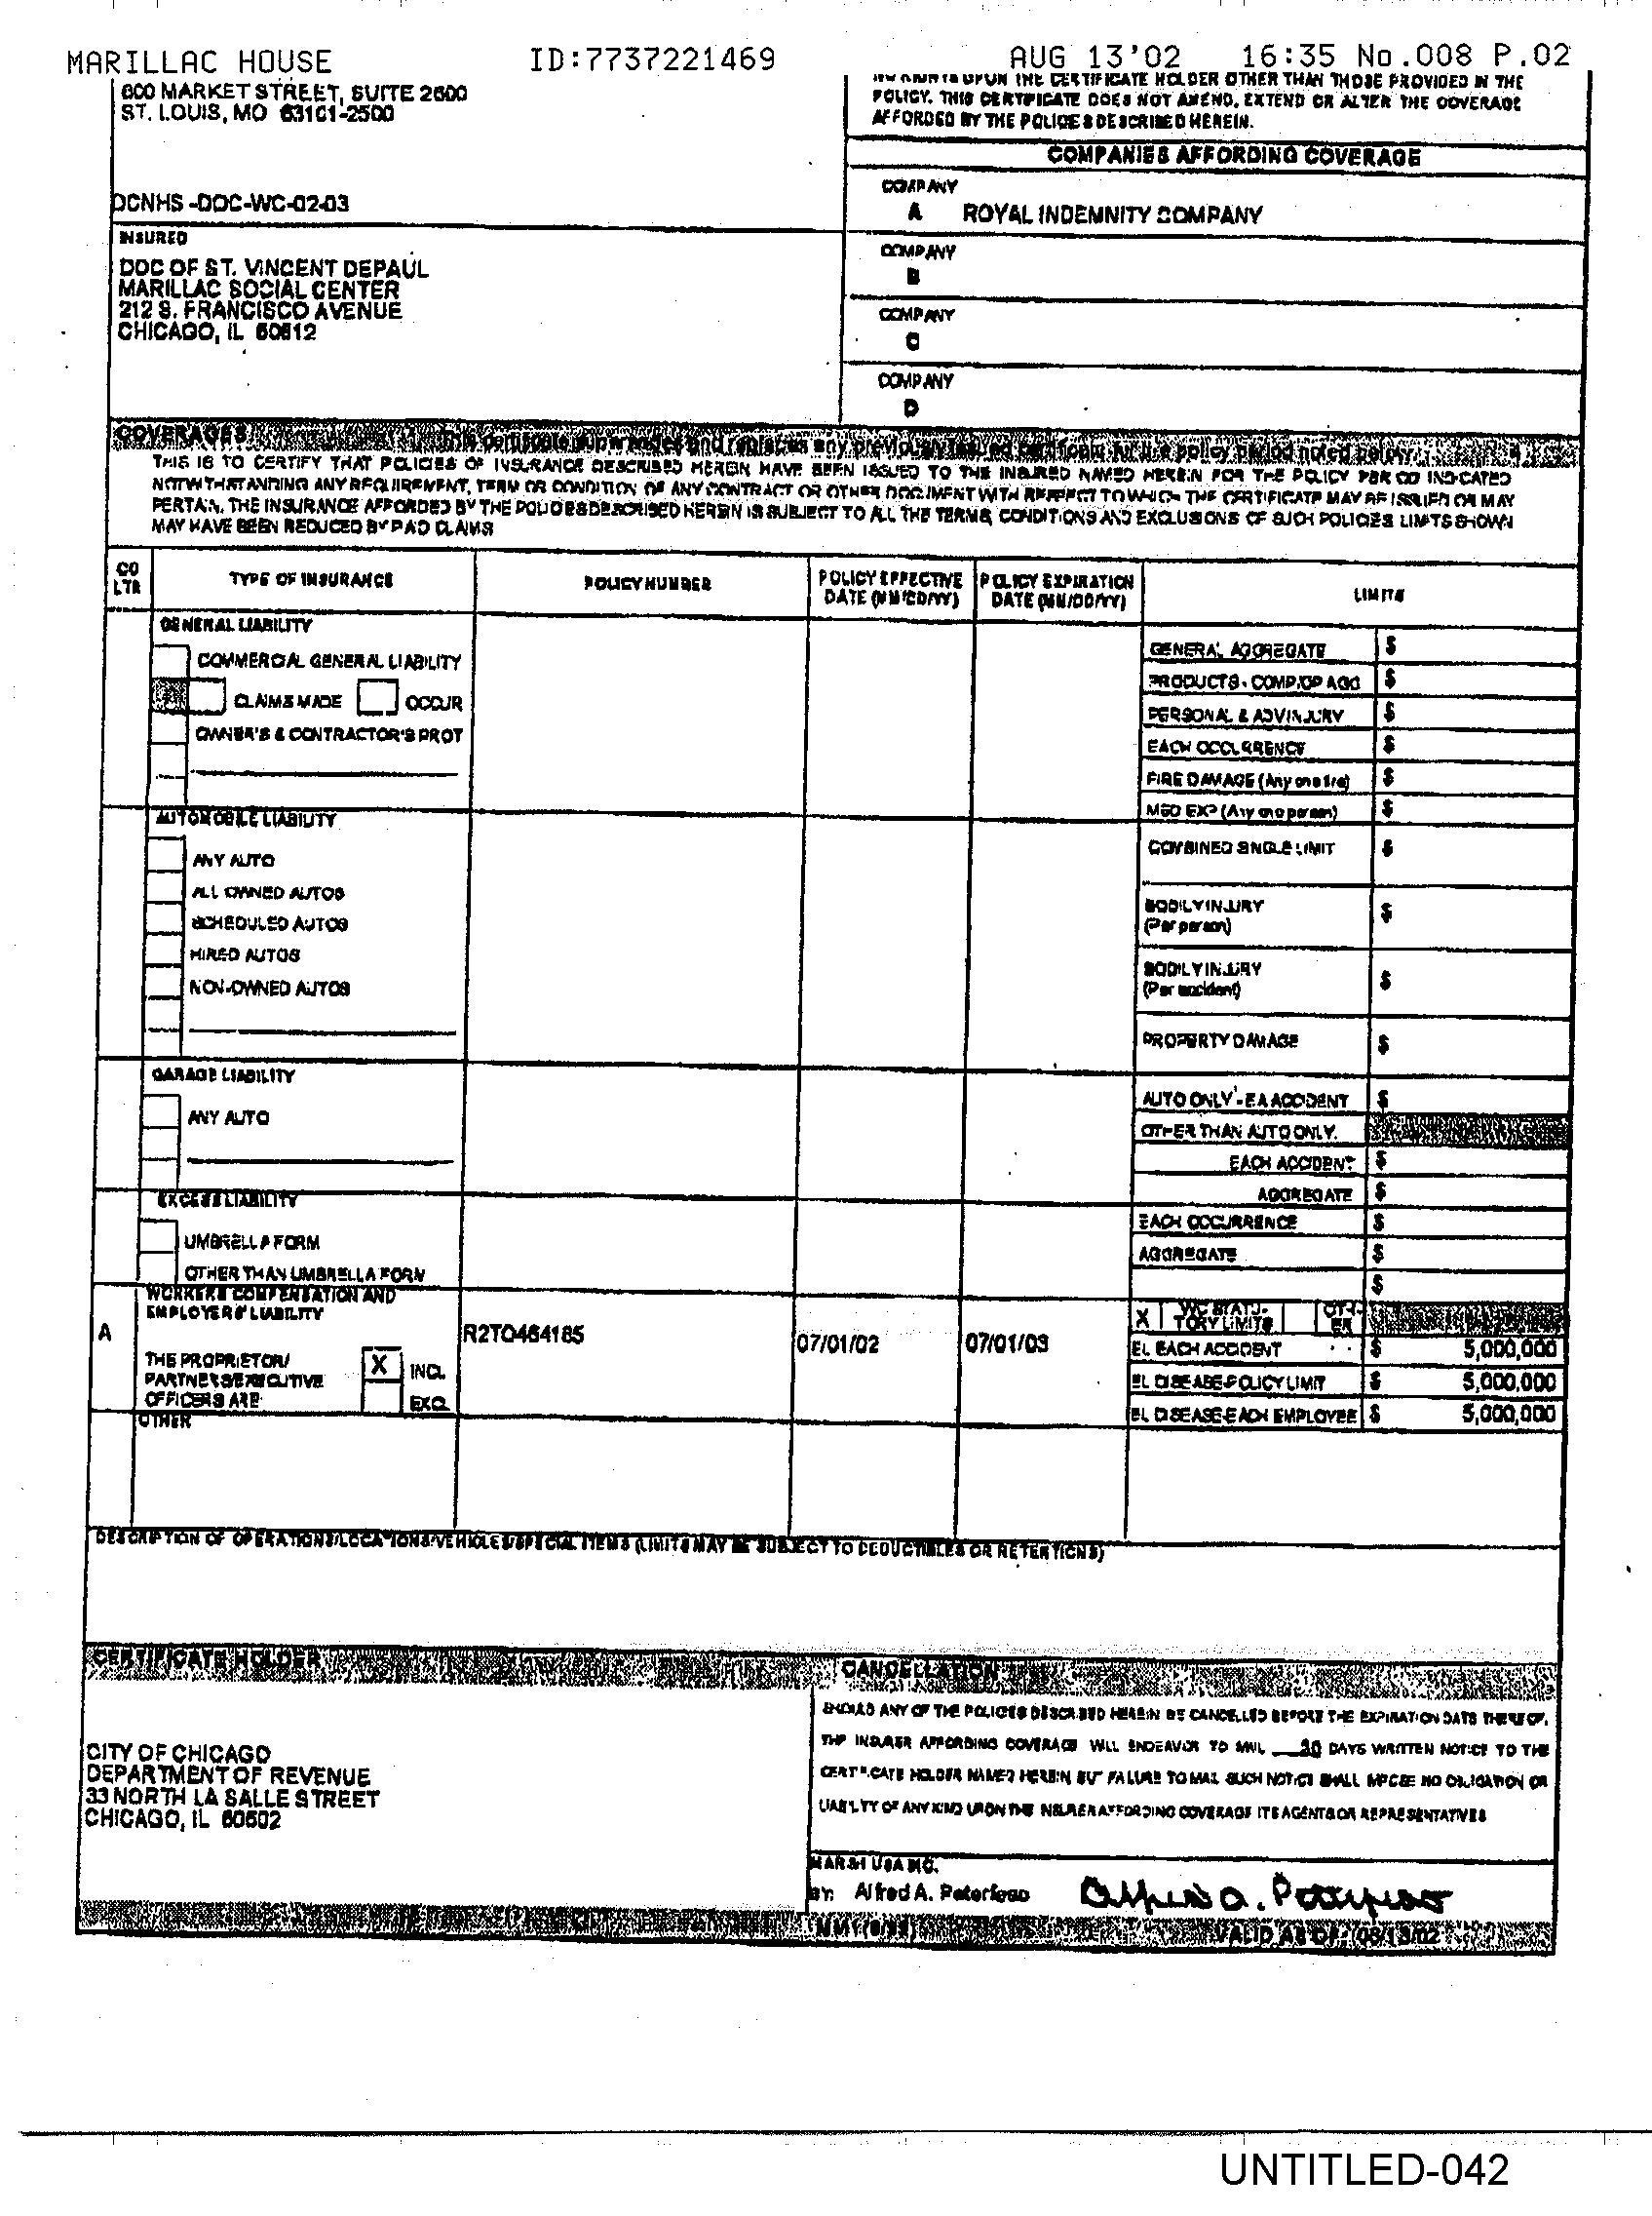 MARILLAC HOUSE ID:7737221469 AUG 13'02 16:35 No.008 P.02
800 MARKET STREET, SUITE 2600
ST. LOUIS, MO 63101-2500
UPON THE CERTIFICATE HOLDER OTHER THAN THOSE PROVIDED IN THE
POLICY. THIS CERTIFICATE DOES NOT AMEND, EXTEND OR ALTER THE COVERAGE
AFFORDED BY THE POLICIES DESCRIBED HEREIN.
COMPANIES AFFORDING COVERAGE
DCNHS -DOC-WC-02-03
COMPANY
A ROYAL INDEMNITY COMPANY
INSURED
DOC OF ST. VINCENT DEPAUL
MARILLAC SOCIAL CENTER
212 S. FRANCISCO AVENUE
CHICAGO, IL 60612
COMPANY
B
COMPANY
C
COMPANY
D
COVERAGES This certificate supersedes and replaces any previously issued certificate for the policy period noted below.
THIS IS TO CERTIFY THAT POLICIES OF INSURANCE DESCRIBED HEREIN HAVE BEEN ISSUED TO THE INSURED NAMED HEREIN FOR THE POLICY PERIOD INDICATED
NOTWITHSTANDING ANY REQUIREMENT, TERM OR CONDITION OF ANY CONTRACT OR OTHER DOCUMENT WITH RESPECT TO WHICH THE CERTIFICATE MAY BE ISSUED OR MAY
PERTAIN, THE INSURANCE AFFORDED BY THE POLICIES DESCRIBED HEREIN IS SUBJECT TO ALL THE TERMS, CONDITIONS AND EXCLUSIONS OF SUCH POLICIES LIMITS SHOWN
MAY HAVE BEEN REDUCED BY PAID CLAIMS
CO LTR TYPE OF INSURANCE POLICY NUMBER POLICY EFFECTIVE DATE (MM/DD/YY) POLICY EXPIRATION DATE (MM/DD/YY) LIMITS
GENERAL LIABILITY
COMMERCIAL GENERAL LIABILITY
CLAIMS MADE OCCUR
OWNER'S & CONTRACTOR'S PROT
GENERAL AGGREGATE $
PRODUCTS - COMP/OP AGG $
PERSONAL & ADV INJURY $
EACH OCCURRENCE $
FIRE DAMAGE (Any one fire) $
MED EXP (Any one person) $
AUTOMOBILE LIABILITY
ANY AUTO
ALL OWNED AUTOS
SCHEDULED AUTOS
HIRED AUTOS
NON-OWNED AUTOS
COMBINED SINGLE LIMIT $
BODILY INJURY
(Per person) $
BODILY INJURY
(Per accident) $
PROPERTY DAMAGE $
GARAGE LIABILITY
ANY AUTO
AUTO ONLY - EA ACCIDENT $
OTHER THAN AUTO ONLY.
EACH ACCIDENT $
AGGREGATE $
EXCESS LIABILITY
UMBRELLA FORM
OTHER THAN UMBRELLA FORM
EACH OCCURRENCE $
AGGREGATE $
$
WORKERS COMPENSATION AND
EMPLOYERS' LIABILITY
A R2TO464185 07/01/02 07/01/03
THE PROPRIETOR/
PARTNERS/EXECUTIVE
OFFICERS ARE:
X INCL
EXCL
X WC STATU-
TORY LIMITS
OTH-
ER
EL EACH ACCIDENT $ 5,000,000
EL DISEASE-POLICY LIMIT $ 5,000,000
EL DISEASE-EACH EMPLOYEE $ 5,000,000
OTHER
DESCRIPTION OF OPERATIONS/LOCATIONS/VEHICLES/SPECIAL ITEMS (LIMITS MAY BE SUBJECT TO DEDUCTIBLES OR RETENTIONS)
CERTIFICATE HOLDER
CITY OF CHICAGO
DEPARTMENT OF REVENUE
33 NORTH LA SALLE STREET
CHICAGO, IL 60602
CANCELLATION
SHOULD ANY OF THE POLICIES DESCRIBED HEREIN BE CANCELLED BEFORE THE EXPIRATION DATE THEREOF,
THE INSURER AFFORDING COVERAGE WILL ENDEAVOR TO MAIL 30 DAYS WRITTEN NOTICE TO THE
CERTIFICATE HOLDER NAMED HEREIN BUT FAILURE TO MAIL SUCH NOTICE SHALL IMPOSE NO OBLIGATION OR
LIABILITY OF ANY KIND UPON THE INSURER AFFORDING COVERAGE ITS AGENTS OR REPRESENTATIVES
MARSH USA INC.
BY: Alfred A. Peterfeso
VALID AS OF: 08/13/02
UNTITLED-042